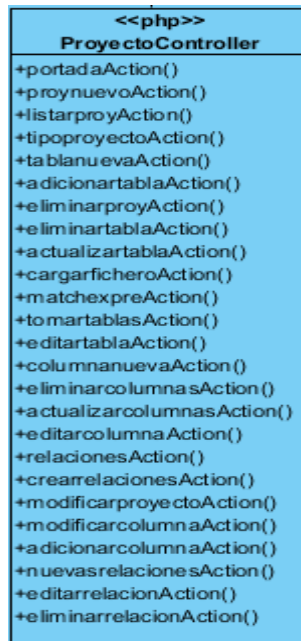 <<php>>
ProyectoController
+portadaAction()
+proynuevoAction()
+listarproyAction()
+tipoproyectoAction()
+tablanuevaAction()
+adicionartablaAction()
+eliminarproyAction()
+eliminartablaAction()
+actualizartablaAction()
+cargarficheroAction()
+matchexpreAction()
+tomartablasAction()
+editartablaAction()
+columnanuevaAction()
+eliminarcolumnasAction()
+actualizarcolumnasAction()
+editarcolumnaAction()
+relacionesAction()
+crearrelacionesAction()
+modificarproyectoAction()
+modificarcolumnaAction()
+adicionarcolumnaAction()
+nuevasrelacionesAction()
+editarrelacionAction()
+eliminarrelacionAction()